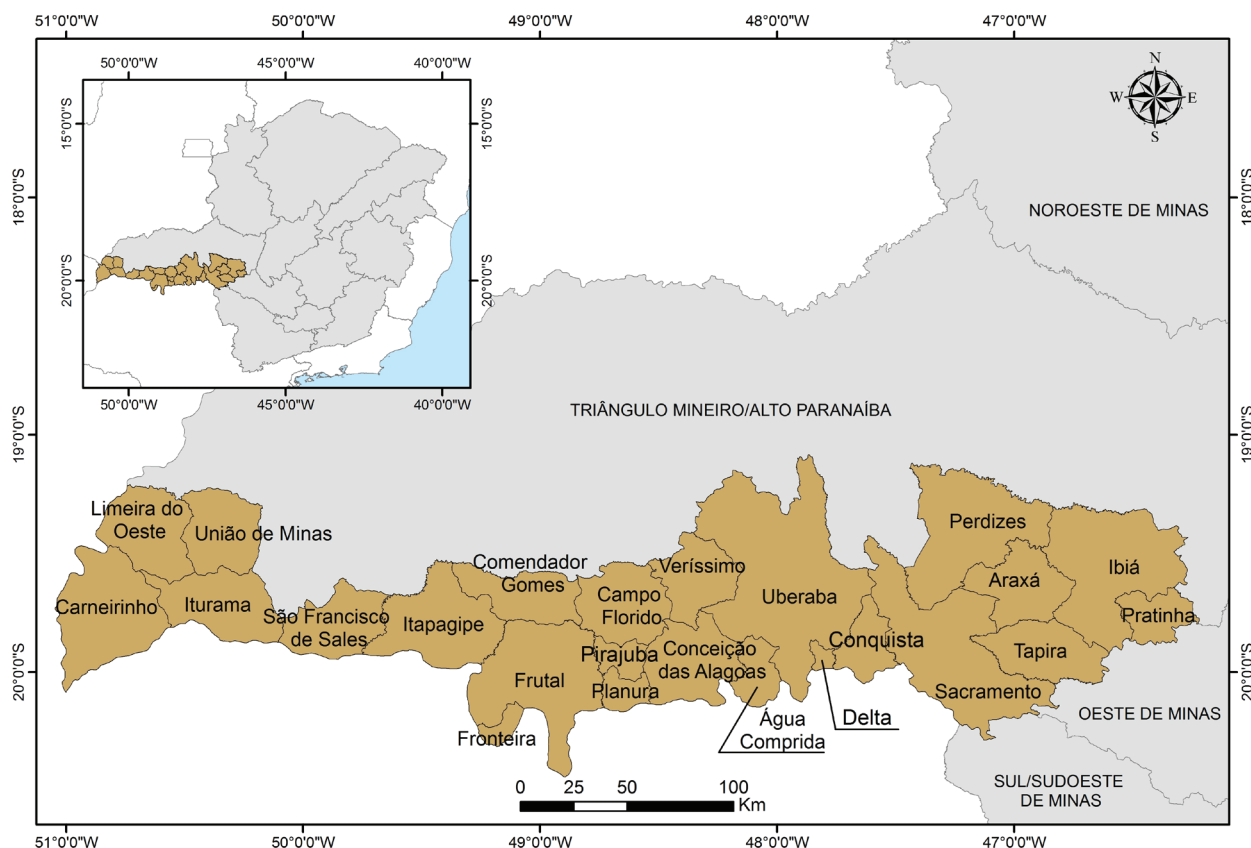 51°0'0"W
50°0'0"W
49°0'0"W
48°0'0"W
47°0'0"W
50°0'0"W
45°0'0"W
40°0'0"W
15°0'0"S
15°0'0"S
20°0'0"S
20°0'0"S
50°0'0"W
45°0'0"W
40°0'0"W
N
W
E
S
18°0'0"S
18°0'0"S
NOROESTE DE MINAS
TRIÂNGULO MINEIRO/ALTO PARANAÍBA
19°0'0"S
19°0'0"S
Limeira do
Oeste
União de Minas
Perdizes
Comendador
Gomes
Veríssimo
Ibiá
Araxá
Carneirinho
Iturama
São Francisco
de Sales
Itapagipe
Campo
Florido
Uberaba
Pratinha
Conquista
Pirajuba
Conceição
das Alagoas
Tapira
20°0'0"S
20°0'0"S
Frutal
Planura
Sacramento
Água
Comprida
Delta
OESTE DE MINAS
Fronteira
SUL/SUDOESTE
DE MINAS
0 25 50 100
Km
51°0'0"W
50°0'0"W
49°0'0"W
48°0'0"W
47°0'0"W